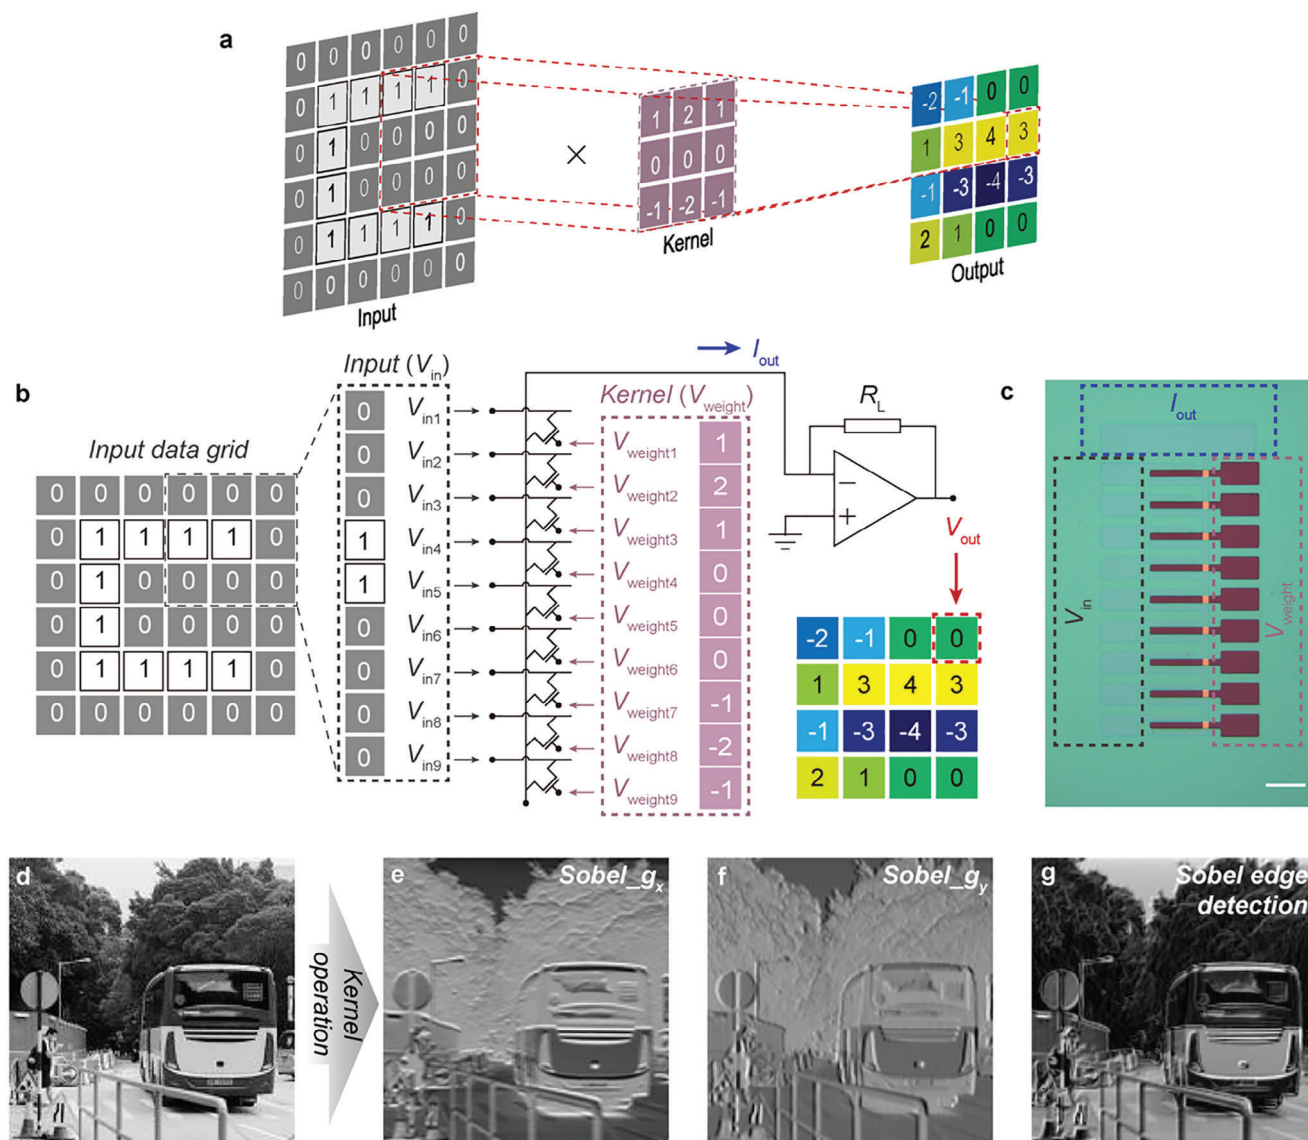 a
0 0 0 0 0 0
0 1 1 1 1 0
0 1 0 0 0 0
0 1 0 0 0 0
0 1 1 1 1 0
0 0 0 0 0 0
Input
×
1 2 1
0 0 0
-1 -2 -1
Kernel
-2 -1 0 0
1 3 4 3
-1 -3 -4 -3
2 1 0 0
Output
b
Input data grid
0 0 0 0 0 0
0 1 1 1 1 0
0 1 0 0 0 0
0 1 0 0 0 0
0 1 1 1 1 0
0 0 0 0 0 0
Input (Vin)
0 Vin1
0 Vin2
0 Vin3
1 Vin4
1 Vin5
0 Vin6
0 Vin7
0 Vin8
0 Vin9
Iout
Kernel (Vweight)
Vweight1 1
Vweight2 2
Vweight3 1
Vweight4 0
Vweight5 0
Vweight6 0
Vweight7 -1
Vweight8 -2
Vweight9 -1
RL
−
+
Vout
-2 -1 0 0
1 3 4 3
-1 -3 -4 -3
2 1 0 0
c
Iout
Vin
Vweight
d
Kernel
operation
e
Sobel_gx
f
Sobel_gy
g
Sobel edge
detection